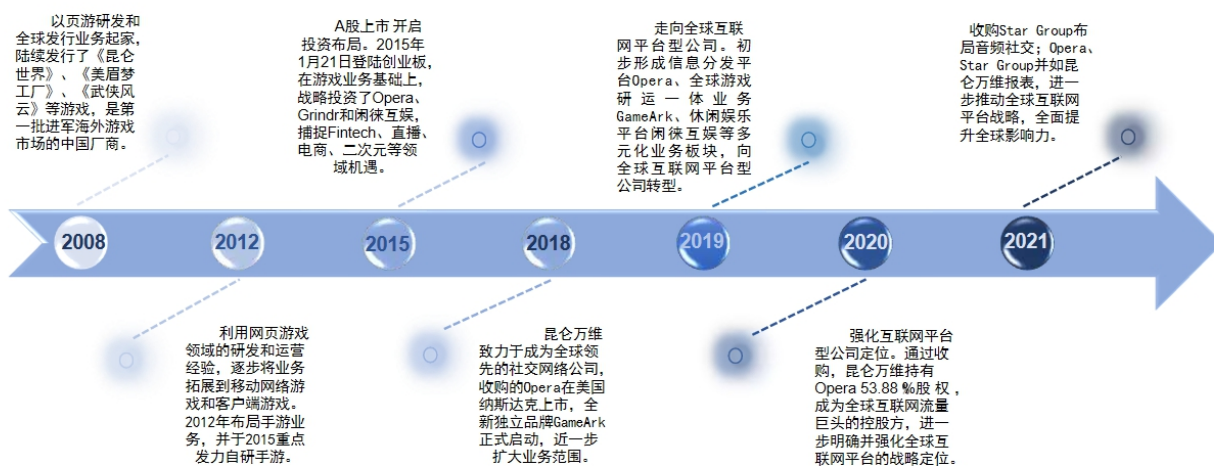 以页游研发和
全球发行业务起家，
陆续发行了《昆仑
世界》、《美眉梦
工厂》、《武侠风
云》等游戏，是第
一批进军海外游戏
市场的中国厂商。
A股上市 开启
投资布局。2015年
1月21日登陆创业板，
在游戏业务基础上，
战略投资了Opera、
Grindr和闲徕互娱，
捕捉Fintech、直播、
电商、二次元等领
域机遇。
走向全球互联
网平台型公司。初
步形成信息分发平
台Opera、全球游戏
研运一体业务
GameArk、休闲娱乐
平台闲徕互娱等多
元化业务板块，向
全球互联网平台型
公司转型。
收购Star Group布
局音频社交；Opera、
Star Group并如昆
仑万维报表，进一
步推动全球互联网
平台战略，全面提
升全球影响力。
2008
2012
2015
2018
2019
2020
2021
利用网页游戏
领域的研发和运营
经验，逐步将业务
拓展到移动网络游
戏和客户端游戏。
2012年布局手游业
务，并于2015重点
发力自研手游。
昆仑万维
致力于成为全球领
先的社交网络公司，
收购的Opera在美国
纳斯达克上市，全
新独立品牌GameArk
正式启动，近一步
扩大业务范围。
强化互联网平台
型公司定位。通过收
购，昆仑万维持有
Opera 53.88 %股 权 ，
成为全球互联网流量
巨头的控股方，进一
步明确并强化全球互
联网平台的战略定位。